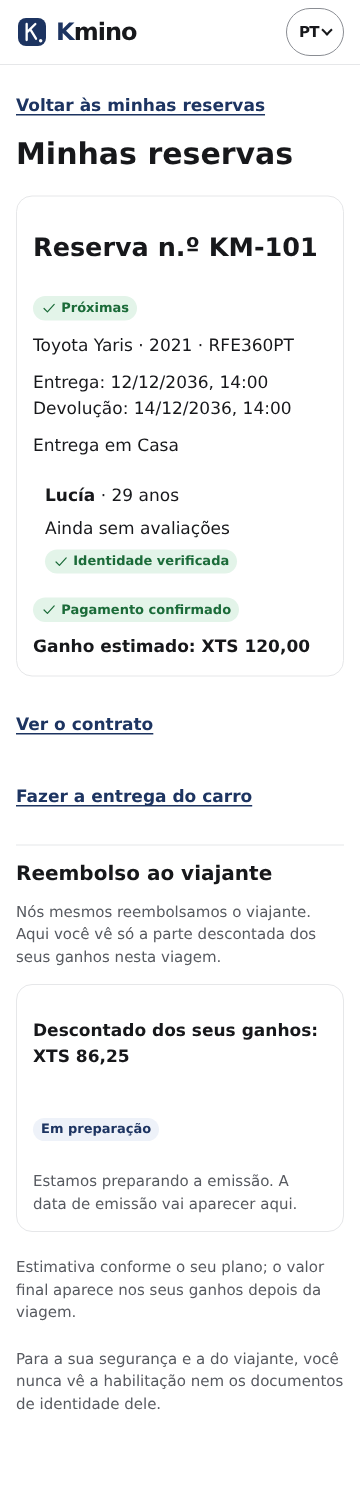 Kmino
PT
Voltar às minhas reservas
Minhas reservas
Reserva n.º KM-101
Próximas
Toyota Yaris · 2021 · RFE360PT
Entrega: 12/12/2036, 14:00
Devolução: 14/12/2036, 14:00
Entrega em Casa
Lucía · 29 anos
Ainda sem avaliações
Identidade verificada
Pagamento confirmado
Ganho estimado: XTS 120,00
Ver o contrato
Fazer a entrega do carro
Reembolso ao viajante
Nós mesmos reembolsamos o viajante.
Aqui você vê só a parte descontada dos
seus ganhos nesta viagem.
Descontado dos seus ganhos:
XTS 86,25
Em preparação
Estamos preparando a emissão. A
data de emissão vai aparecer aqui.
Estimativa conforme o seu plano; o valor
final aparece nos seus ganhos depois da
viagem.
Para a sua segurança e a do viajante, você
nunca vê a habilitação nem os documentos
de identidade dele.